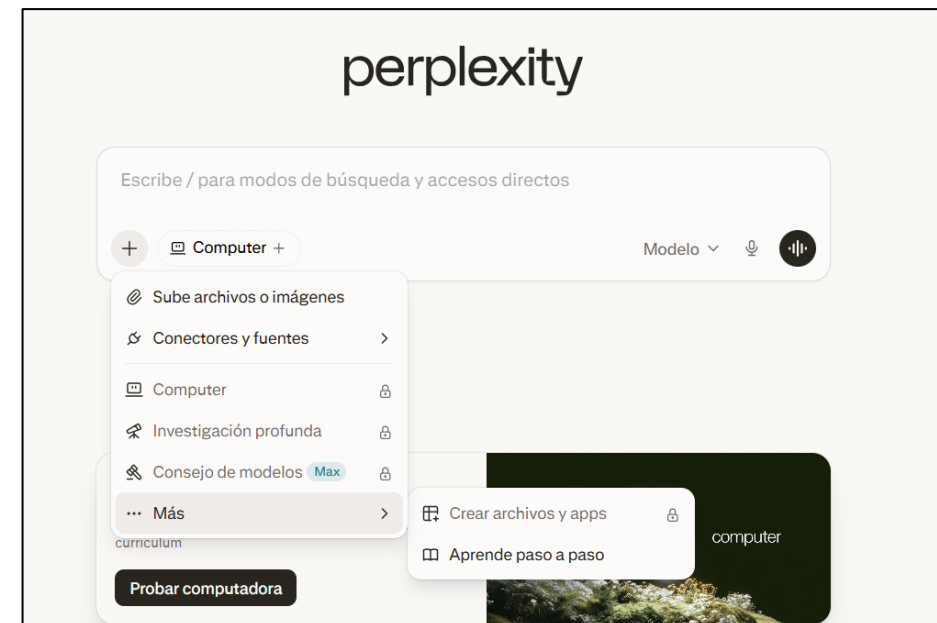 perplexity
Escribe / para modos de búsqueda y accesos directos
Computer
Modelo
Sube archivos o imágenes
Conectores y fuentes
Computer
Investigación profunda
Consejo de modelos Max
Más
Crear archivos y apps
Aprende paso a paso
computer
curriculum
Probar computadora